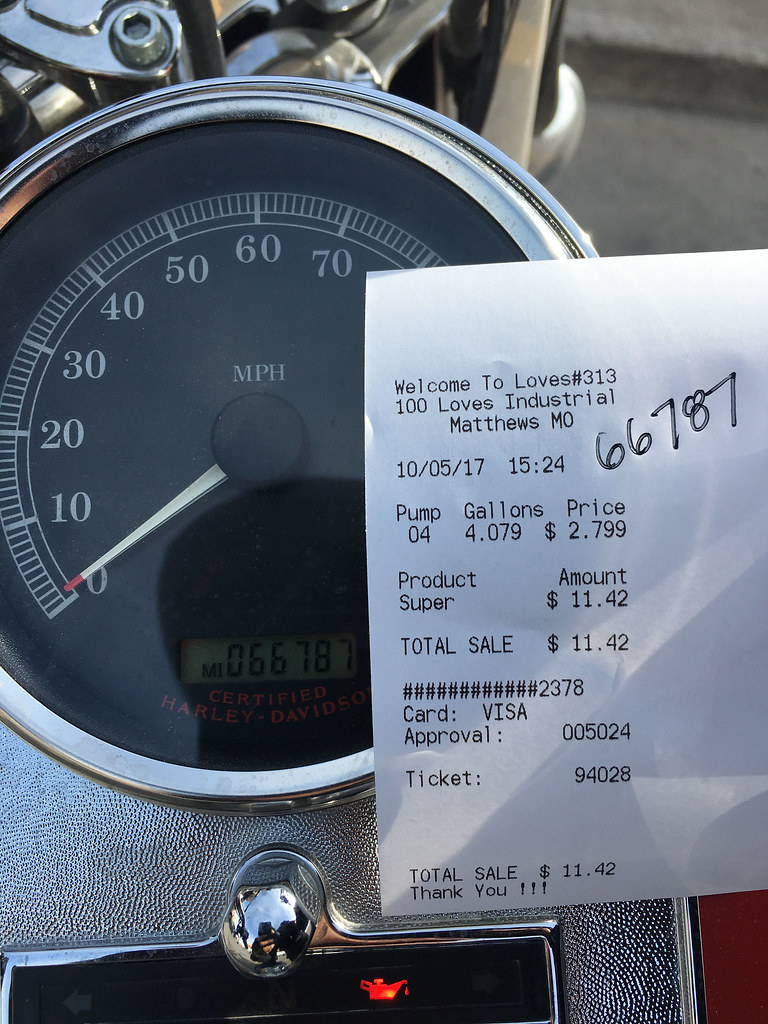 60
50
70
40
30
MPH
20
10
0
MI 066787
CERTIFIED
HARLEY-DAVIDSO
Welcome To Loves#313
100 Loves Industrial
Matthews MO
66787
10/05/17 15:24
Pump Gallons Price
04 4.079 $ 2.799
Product Amount
Super $ 11.42
TOTAL SALE $ 11.42
############2378
Card: VISA
Approval: 005024
Ticket: 94028
TOTAL SALE $ 11.42
Thank You !!!